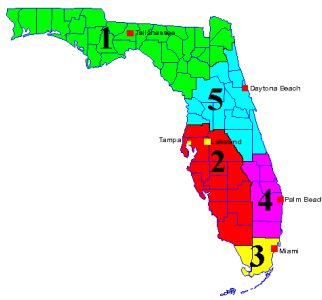 1
Tallahassee
5
Daytona Beach
Tampa
Lakeland
2
4
Palm Beach
3
Miami